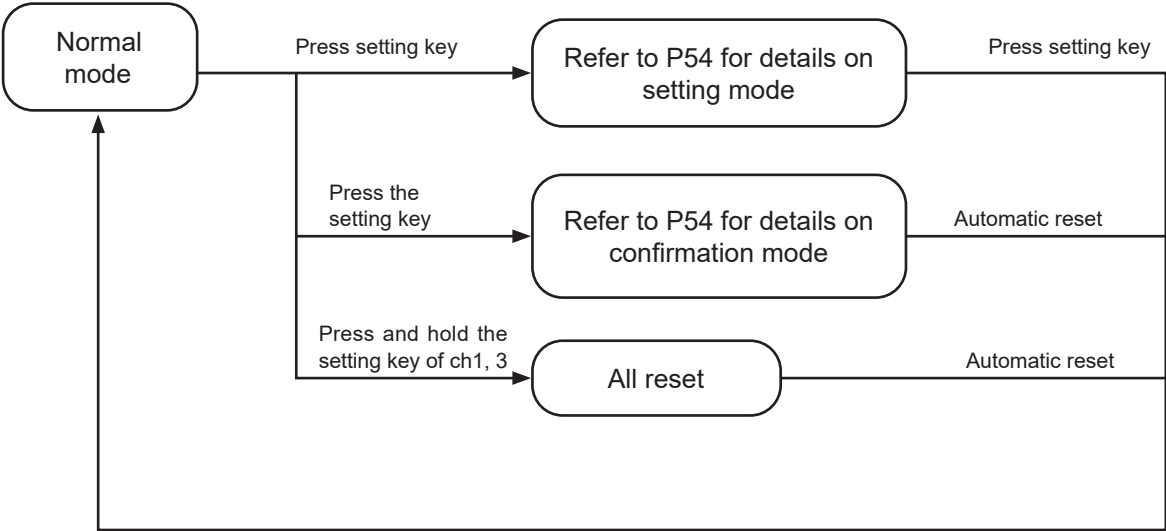 Normal
mode
Press setting key
Refer to P54 for details on
setting mode
Press setting key
Press the
setting key
Refer to P54 for details on
confirmation mode
Automatic reset
Press and hold the
setting key of ch1, 3
All reset
Automatic reset